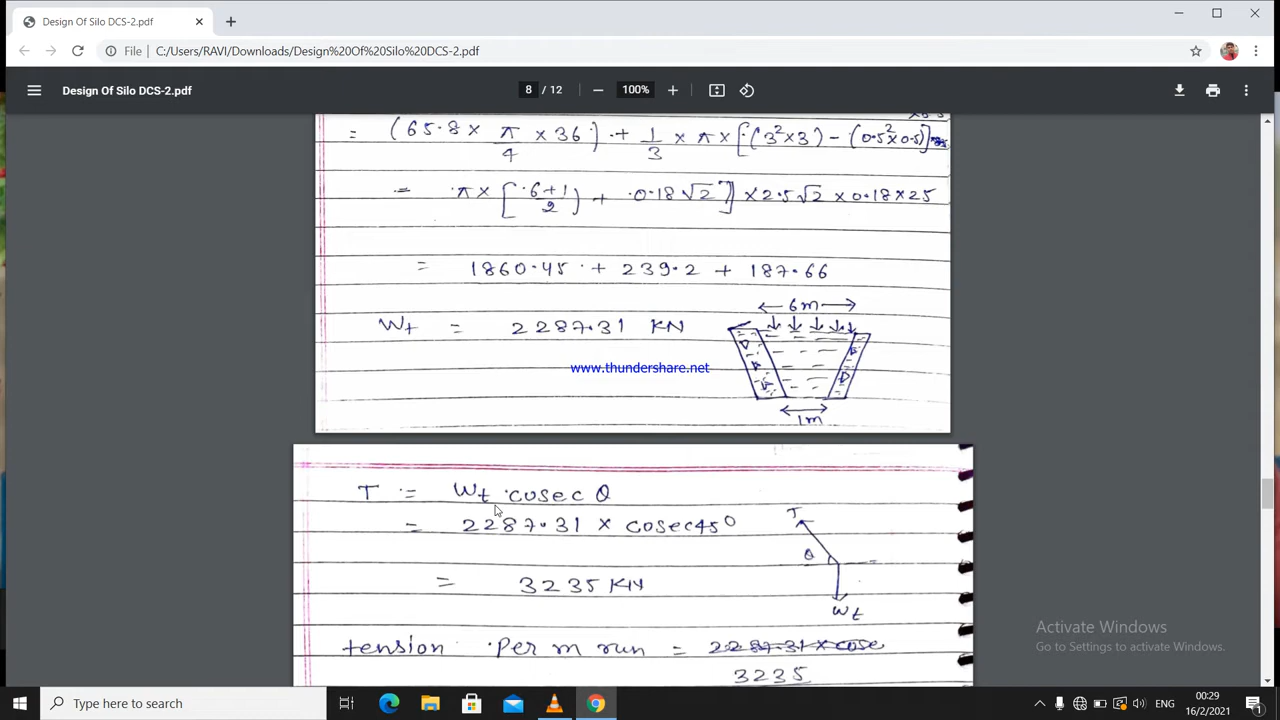 Design Of Silo DCS-2.pdf
File | C:/Users/RAVI/Downloads/Design%20Of%20Silo%20DCS-2.pdf
Design Of Silo DCS-2.pdf
8 / 12
100%
= (65.8 × π/4 × 36) + 1/3 × π × [(3²×3) - (0.5²×0.5)]
= π × [(6+1/2) + 0.18√2] × 2.5√2 × 0.18 × 25
= 1860.45 + 239.2 + 187.66
6m
Wt = 2287.31 KN
www.thundershare.net
1m
T = Wt cosec θ
T
= 2287.31 × cosec45°
θ
= 3235 KN
Wt
Activate Windows
Go to Settings to activate Windows.
tension Per m run = 2287.31 × cose
3235
Type here to search
ENG
00:29
16/2/2021